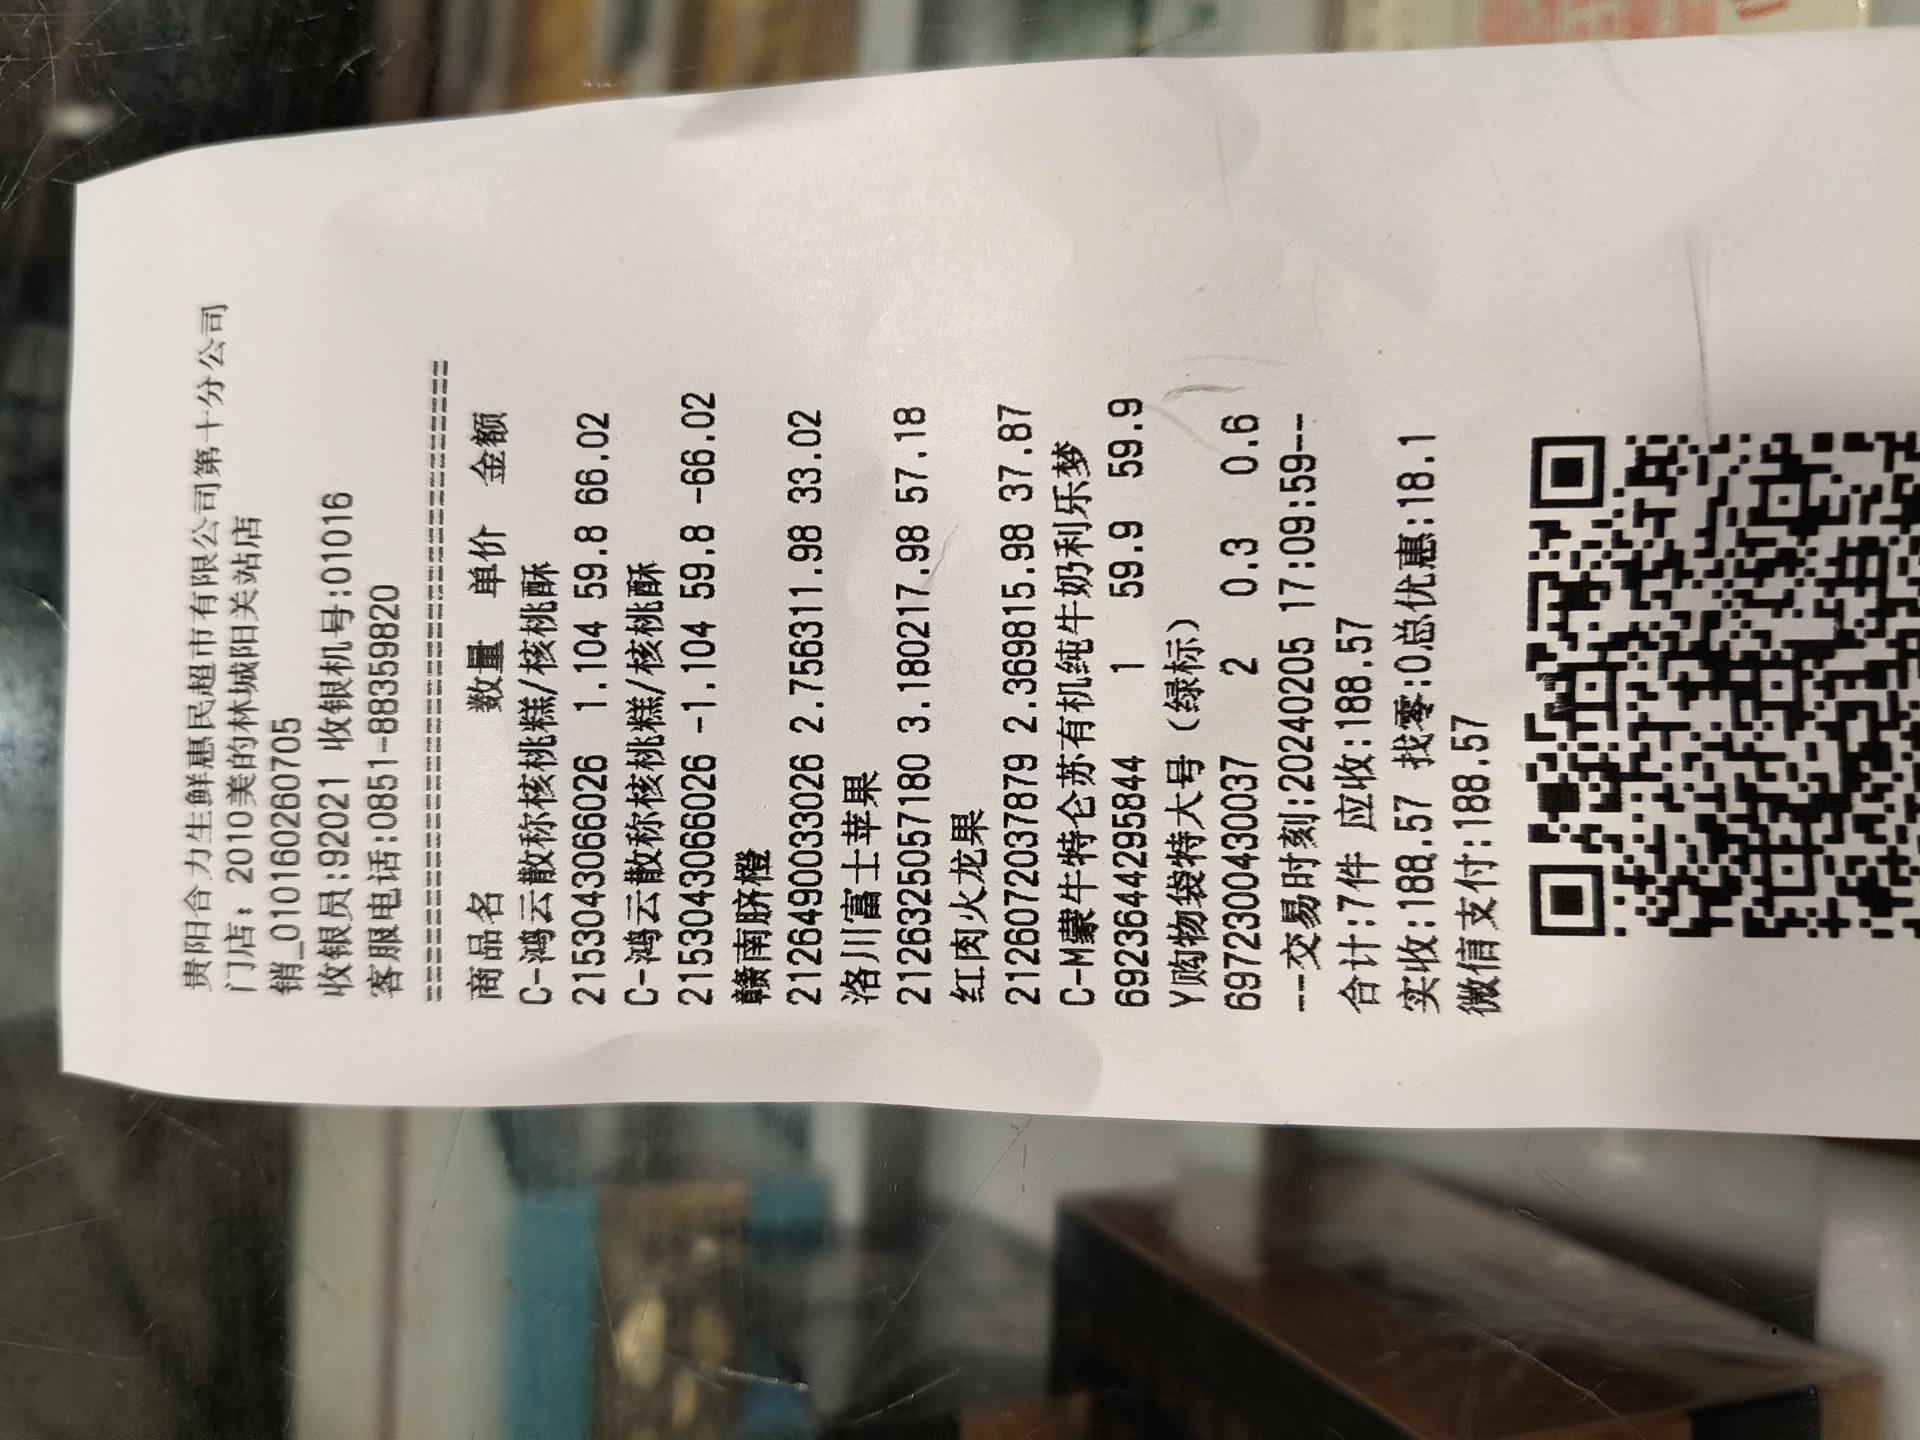 贵阳合力生鲜惠民超市有限公司第十分公司
门店: 2010美的林城阳关站店
销_010160260705
收银员:92021 收银机号:01016
客服电话:0851-88359820
========================================
商品名 数量 单价 金额
C-鸿云散称核桃糕/核桃酥
2153043066026 1.104 59.8 66.02
C-鸿云散称核桃糕/核桃酥
2153043066026 -1.104 59.8 -66.02
赣南脐橙
2126490033026 2.756311.98 33.02
洛川富士苹果
2126325057180 3.180217.98 57.18
红肉火龙果
2126072037879 2.369815.98 37.87
C-M蒙牛特仑苏有机纯牛奶利乐梦
6923644295844 1 59.9 59.9
Y购物袋特大号(绿标)
6972300430037 2 0.3 0.6
--交易时刻:20240205 17:09:59--
合计:7件 应收:188.57
实收:188.57 找零:0总优惠:18.1
微信支付:188.57